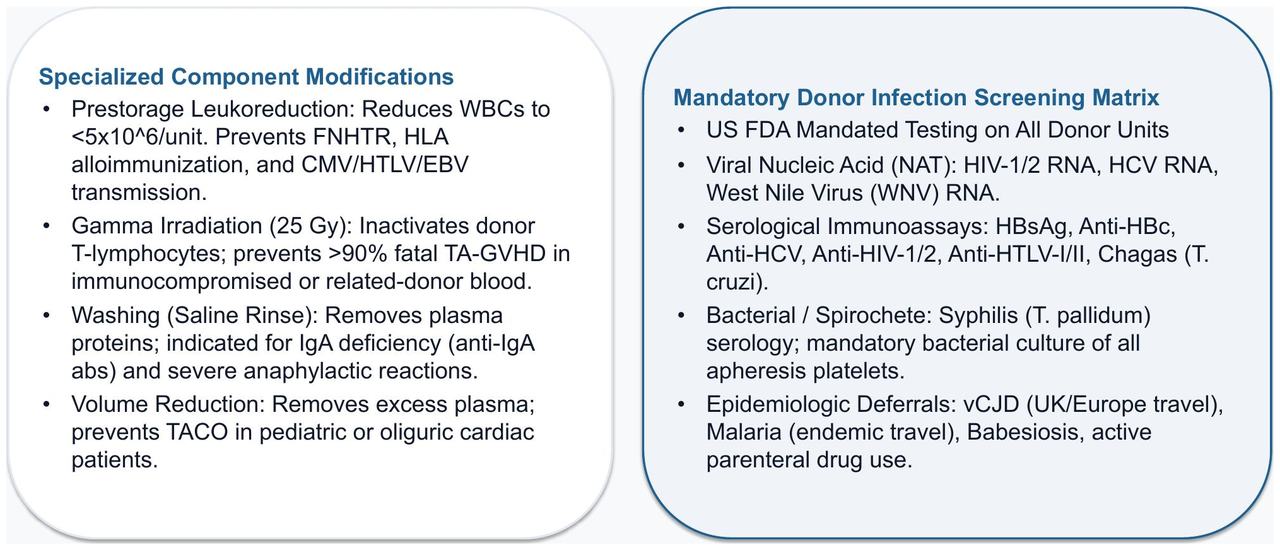 Specialized Component Modifications
• Prestorage Leukoreduction: Reduces WBCs to
<5x10^6/unit. Prevents FNHTR, HLA
alloimmunization, and CMV/HTLV/EBV
transmission.
• Gamma Irradiation (25 Gy): Inactivates donor
T-lymphocytes; prevents >90% fatal TA-GVHD in
immunocompromised or related-donor blood.
• Washing (Saline Rinse): Removes plasma
proteins; indicated for IgA deficiency (anti-IgA
abs) and severe anaphylactic reactions.
• Volume Reduction: Removes excess plasma;
prevents TACO in pediatric or oliguric cardiac
patients.
Mandatory Donor Infection Screening Matrix
• US FDA Mandated Testing on All Donor Units
• Viral Nucleic Acid (NAT): HIV-1/2 RNA, HCV RNA,
West Nile Virus (WNV) RNA.
• Serological Immunoassays: HBsAg, Anti-HBc,
Anti-HCV, Anti-HIV-1/2, Anti-HTLV-I/II, Chagas (T.
cruzi).
• Bacterial / Spirochete: Syphilis (T. pallidum)
serology; mandatory bacterial culture of all
apheresis platelets.
• Epidemiologic Deferrals: vCJD (UK/Europe travel),
Malaria (endemic travel), Babesiosis, active
parenteral drug use.